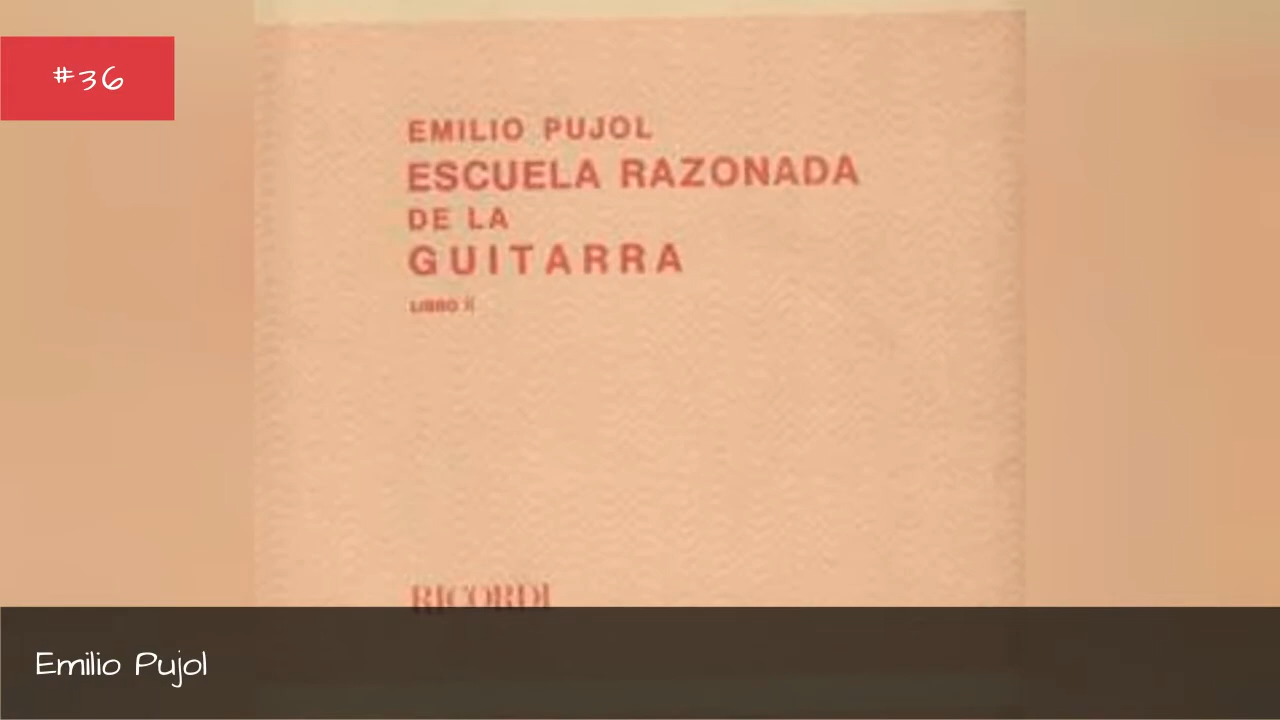 #36
EMILIO PUJOL
ESCUELA RAZONADA
DE LA
GUITARRA
LIBRO II
RICORDI
Emilio Pujol